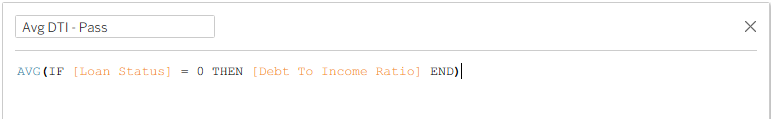 Avg DTI - Pass
AVG(IF [Loan Status] = 0 THEN [Debt To Income Ratio] END)